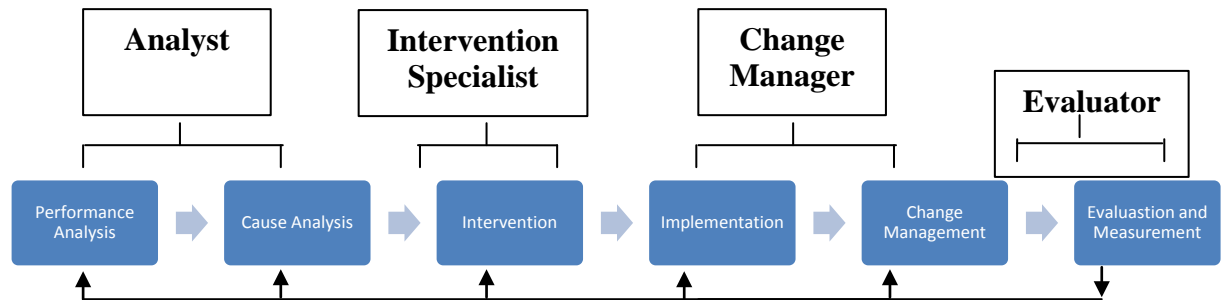 Analyst
Intervention
Specialist
Change
Manager
Evaluator
Performance
Analysis
Cause Analysis
Intervention
Implementation
Change
Management
Evaluastion and
Measurement